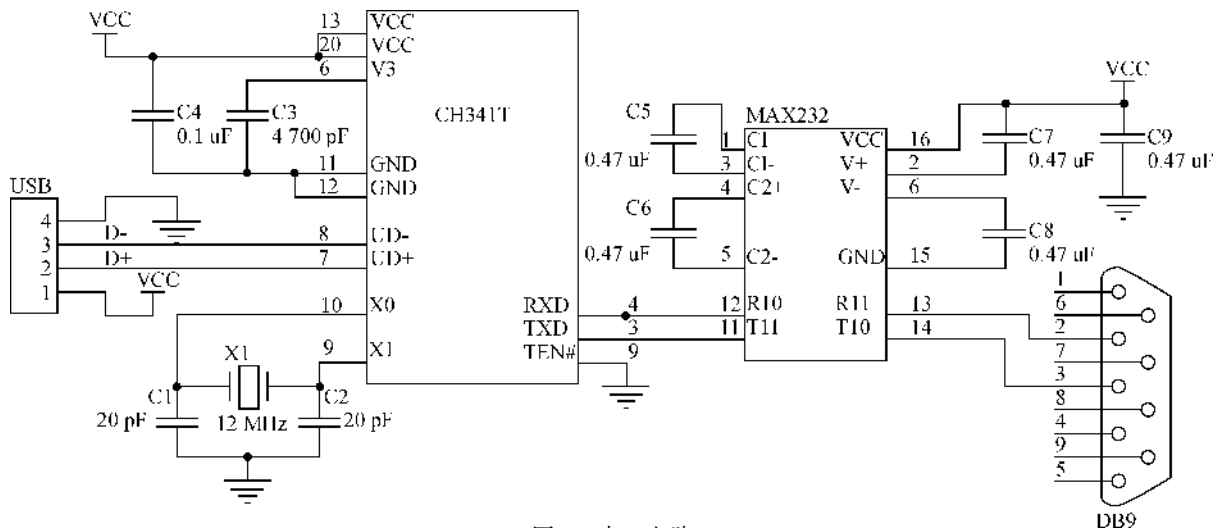 VCC
13
VCC
20
VCC
6
V3
C4
0.1 uF
C3
4 700 pF
CH341T
11
GND
12
GND
USB
4
3
2
1
D-
D+
VCC
8
UD-
7
UD+
10
X0
9
X1
X1
12 MHz
C1
20 pF
C2
20 pF
RXD
4
TXD
3
TEN#
9
C5
0.47 uF
C6
0.47 uF
MAX232
1
C1
3
C1-
4
C2+
5
C2-
12
R10
11
T11
VCC
16
V+
2
V-
6
GND
15
R11
13
T10
14
VCC
C7
0.47 uF
C9
0.47 uF
C8
0.47 uF
1
6
2
7
3
8
4
9
5
DB9